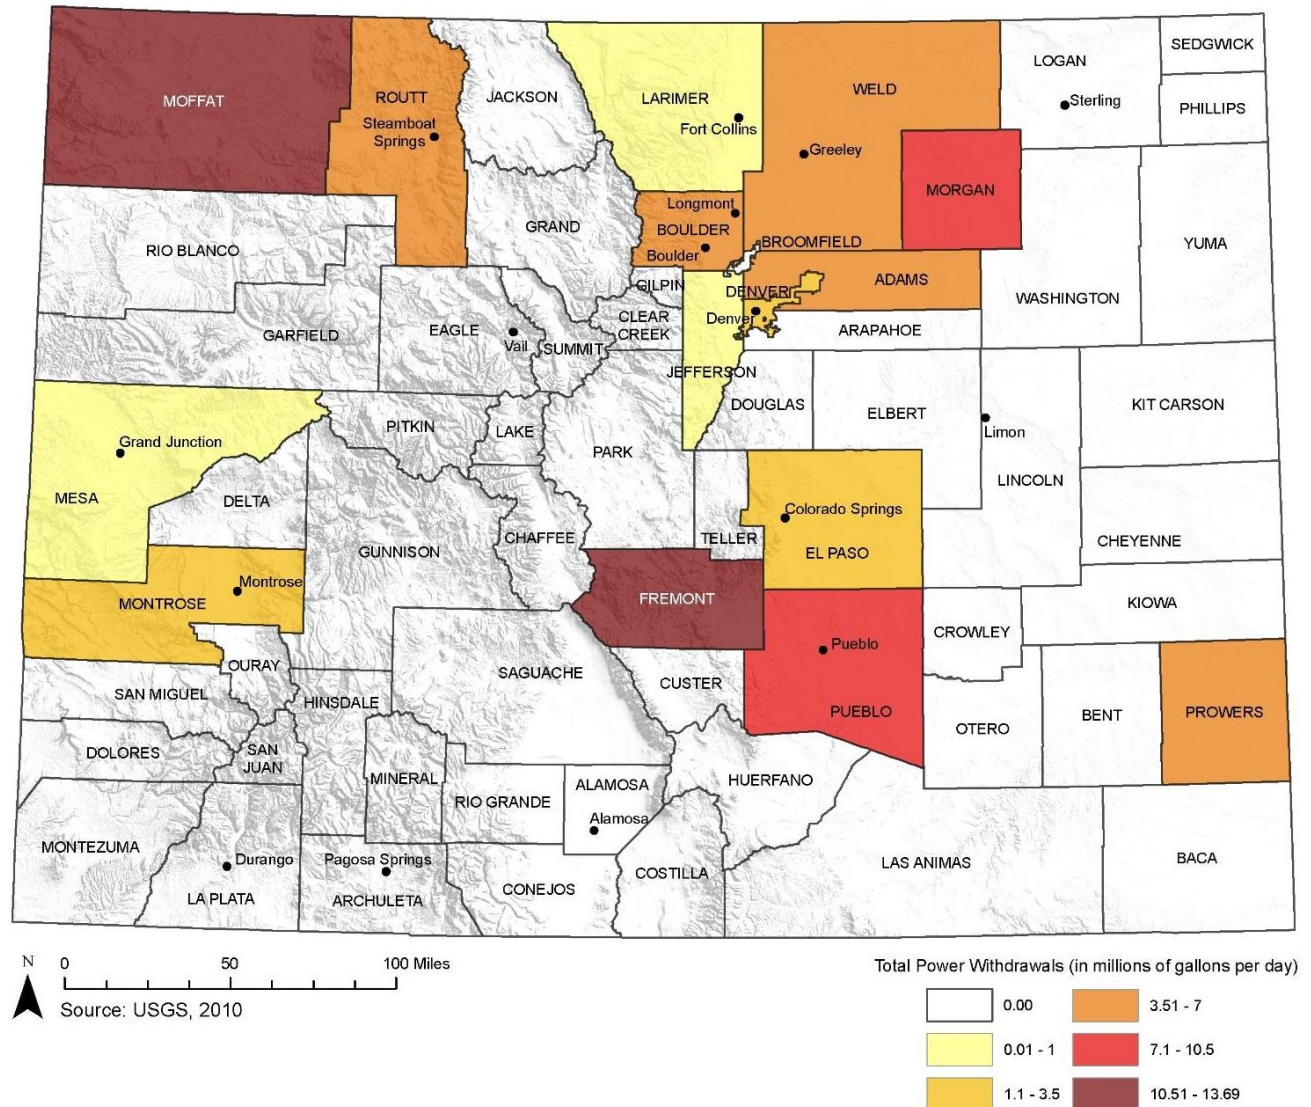 MOFFAT
ROUTT
Steamboat
Springs
JACKSON
LARIMER
Fort Collins
WELD
Greeley
LOGAN
Sterling
SEDGWICK
PHILLIPS
MORGAN
RIO BLANCO
GRAND
Longmont
BOULDER
Boulder
BROOMFIELD
YUMA
WASHINGTON
ADAMS
GILPIN
DENVER
Denver
CLEAR
CREEK
ARAPAHOE
GARFIELD
EAGLE
Vail
SUMMIT
JEFFERSON
DOUGLAS
ELBERT
Limon
KIT CARSON
Grand Junction
MESA
PITKIN
LAKE
PARK
LINCOLN
DELTA
Colorado Springs
EL PASO
TELLER
CHAFFEE
GUNNISON
CHEYENNE
Montrose
MONTROSE
FREMONT
KIOWA
CROWLEY
OURAY
SAGUACHE
Pueblo
PUEBLO
CUSTER
SAN MIGUEL
HINSDALE
OTERO
BENT
PROWERS
DOLORES
SAN
JUAN
MINERAL
RIO GRANDE
ALAMOSA
Alamosa
HUERFANO
MONTEZUMA
Durango
LA PLATA
Pagosa Springs
ARCHULETA
CONEJOS
COSTILLA
LAS ANIMAS
BACA
N
0 50 100 Miles
Source: USGS, 2010
Total Power Withdrawals (in millions of gallons per day)
0.00
0.01 - 1
1.1 - 3.5
3.51 - 7
7.1 - 10.5
10.51 - 13.69